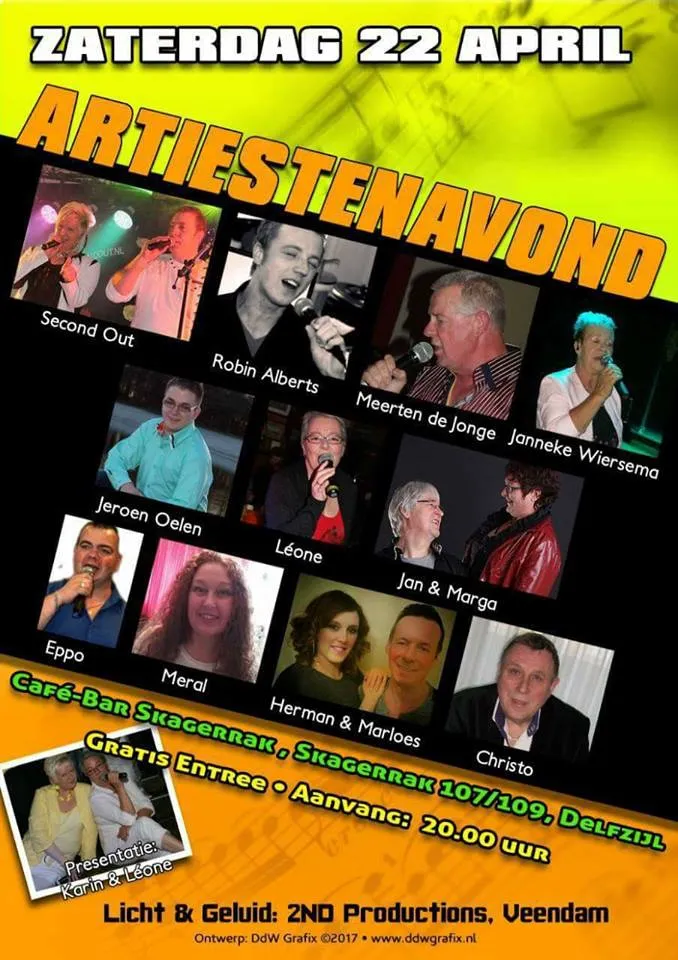 ZATERDAG 22 APRIL
ARTIESTENAVOND
Second Out
Robin Alberts
Meerten de Jonge
Janneke Wiersema
Jeroen Oelen
Léone
Jan & Marga
Eppo
Meral
Herman & Marloes
Christo
Café-Bar Skagerrak, Skagerrak 107/109, Delfzijl
Gratis Entree • Aanvang: 20.00 uur
Presentatie:
Karin & Léone
Licht & Geluid: 2ND Productions, Veendam
Ontwerp: DdW Grafix ©2017 • www.ddwgrafix.nl